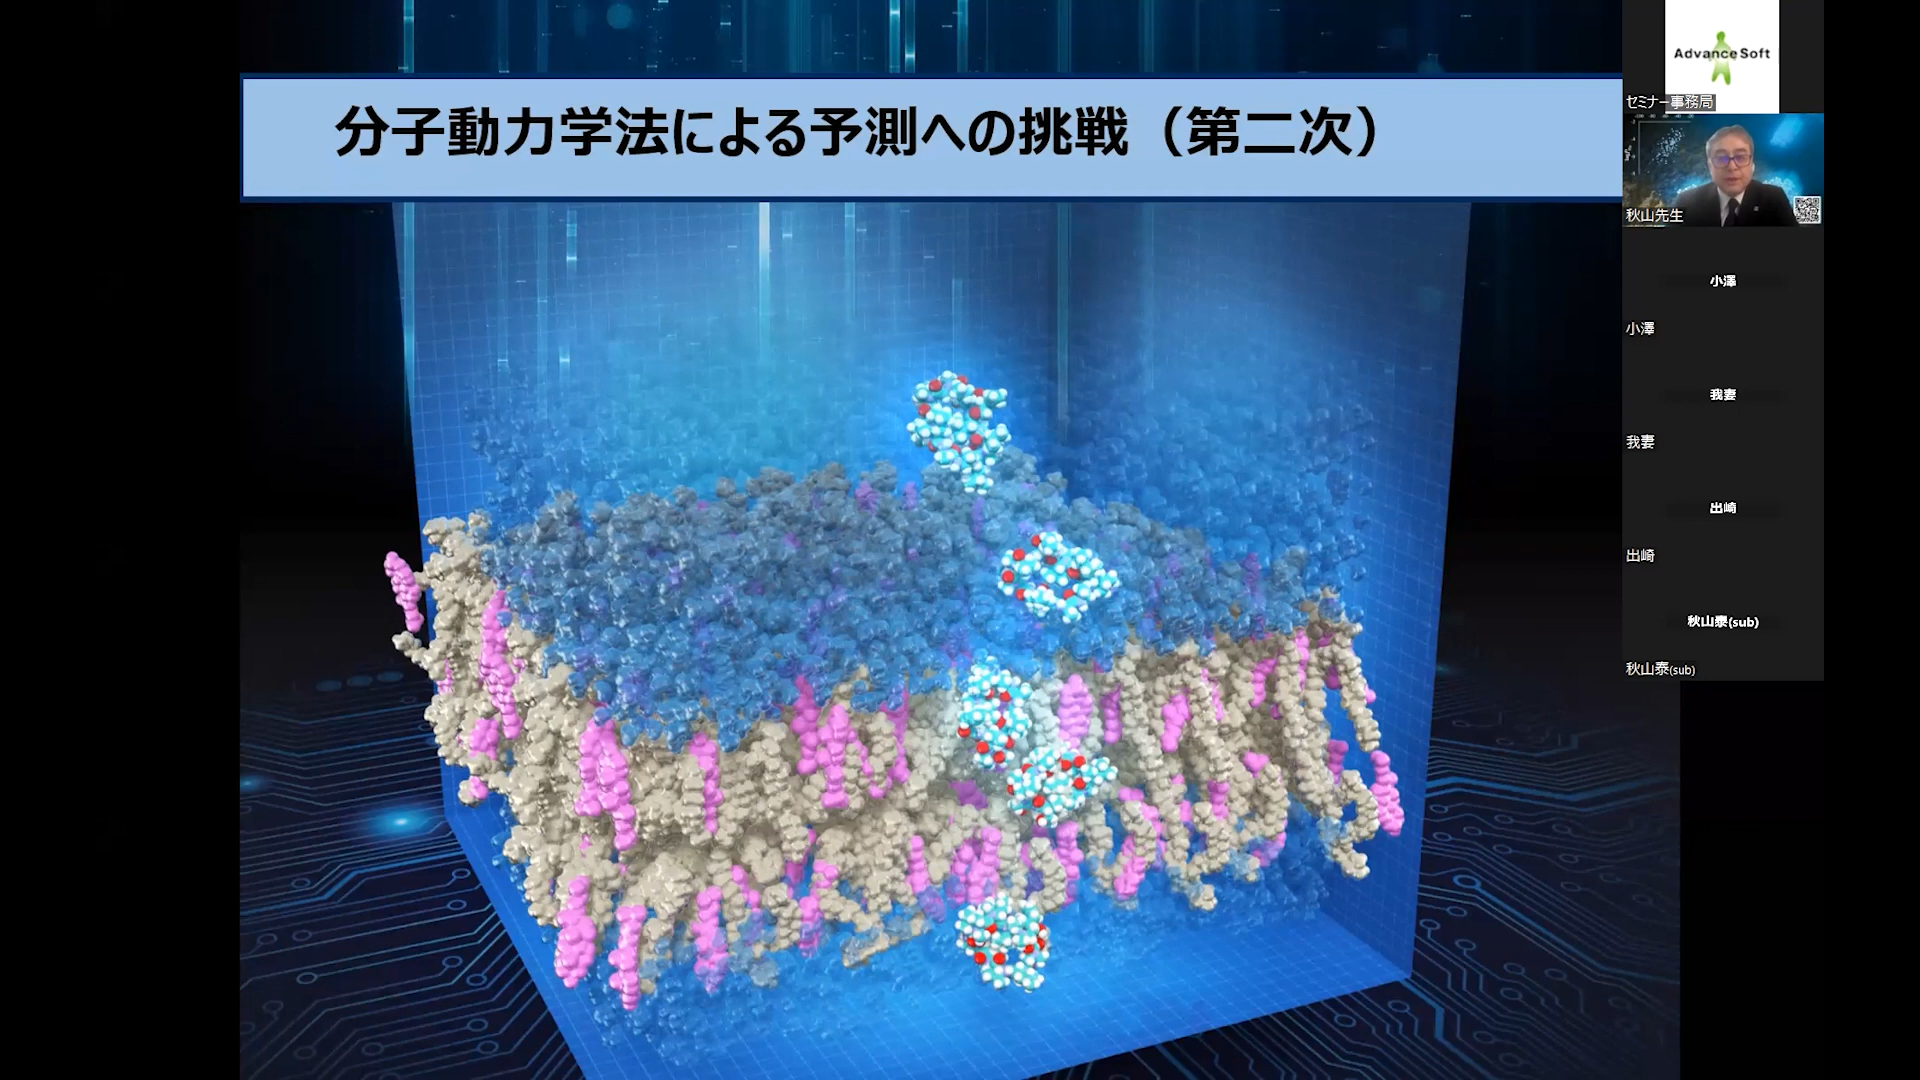 分子動力学法による予測への挑戦（第二次）
AdvanceSoft
セミナー事務局
秋山先生
小澤
小澤
我妻
我妻
出崎
出崎
秋山泰(sub)
秋山泰(sub)